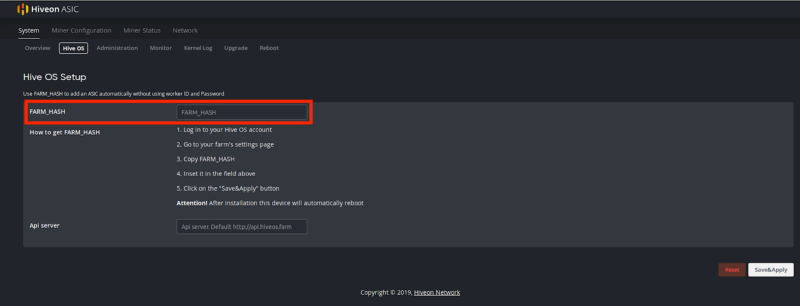 Hiveon ASIC
System Miner Configuration Miner Status Network
Overview Hive OS Administration Monitor Kernel Log Upgrade Reboot
Hive OS Setup
Use FARM_HASH to add an ASIC automatically without using worker ID and Password
FARM_HASH FARM_HASH
How to get FARM_HASH 1. Log in to your Hive OS account
2. Go to your farm's settings page
3. Copy FARM_HASH
4. Inset it in the field above
5. Click on the "Save&Apply" button
Attention! After installation this device will automatically reboot
Api server Api server. Default http://api.hiveos.farm
Reset Save&Apply
Copyright © 2019, Hiveon Network